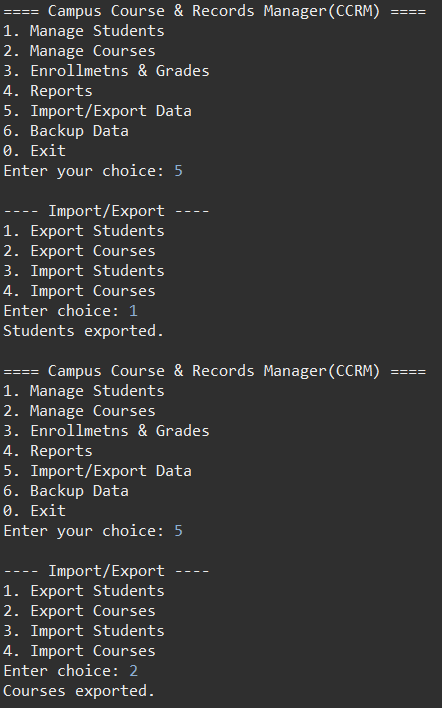 ==== Campus Course & Records Manager(CCRM) ====
1. Manage Students
2. Manage Courses
3. Enrollmetns & Grades
4. Reports
5. Import/Export Data
6. Backup Data
0. Exit
Enter your choice: 5

---- Import/Export ----
1. Export Students
2. Export Courses
3. Import Students
4. Import Courses
Enter choice: 1
Students exported.

==== Campus Course & Records Manager(CCRM) ====
1. Manage Students
2. Manage Courses
3. Enrollmetns & Grades
4. Reports
5. Import/Export Data
6. Backup Data
0. Exit
Enter your choice: 5

---- Import/Export ----
1. Export Students
2. Export Courses
3. Import Students
4. Import Courses
Enter choice: 2
Courses exported.